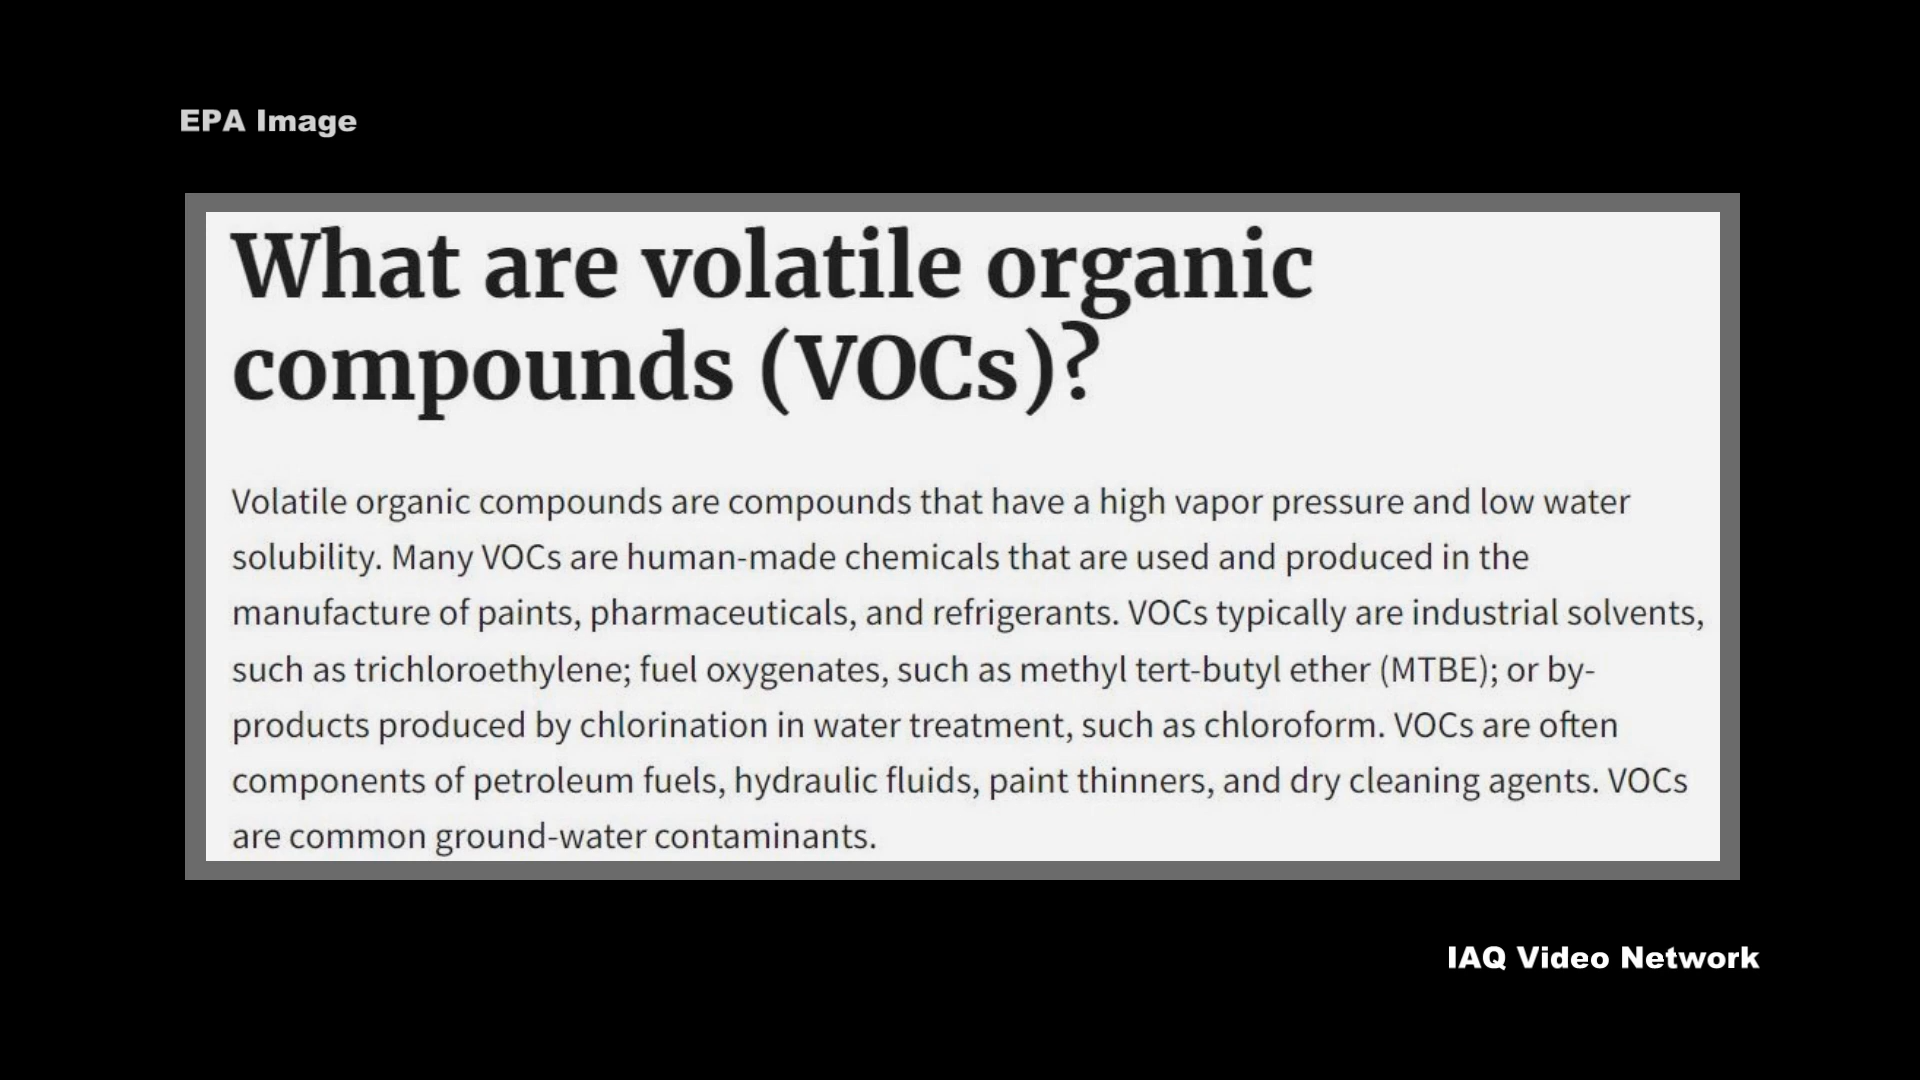 EPA Image
What are volatile organic
compounds (VOCs)?
Volatile organic compounds are compounds that have a high vapor pressure and low water
solubility. Many VOCs are human-made chemicals that are used and produced in the
manufacture of paints, pharmaceuticals, and refrigerants. VOCs typically are industrial solvents,
such as trichloroethylene; fuel oxygenates, such as methyl tert-butyl ether (MTBE); or by-
products produced by chlorination in water treatment, such as chloroform. VOCs are often
components of petroleum fuels, hydraulic fluids, paint thinners, and dry cleaning agents. VOCs
are common ground-water contaminants.
IAQ Video Network